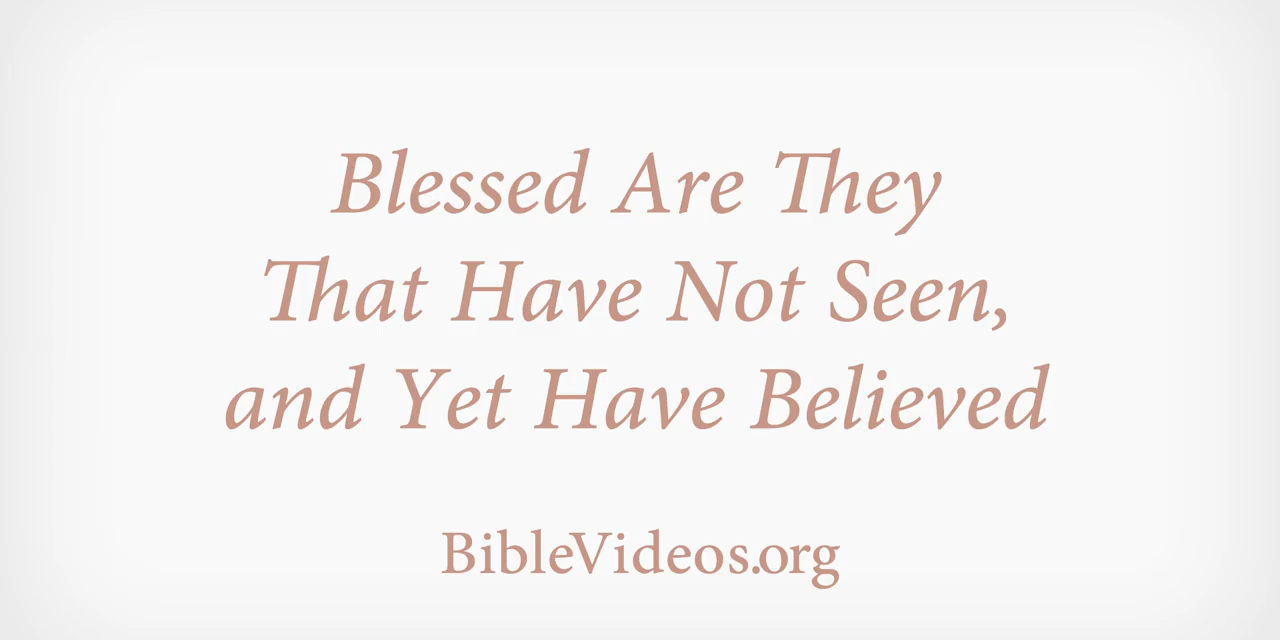 Blessed Are They
That Have Not Seen,
and Yet Have Believed
BibleVideos.org